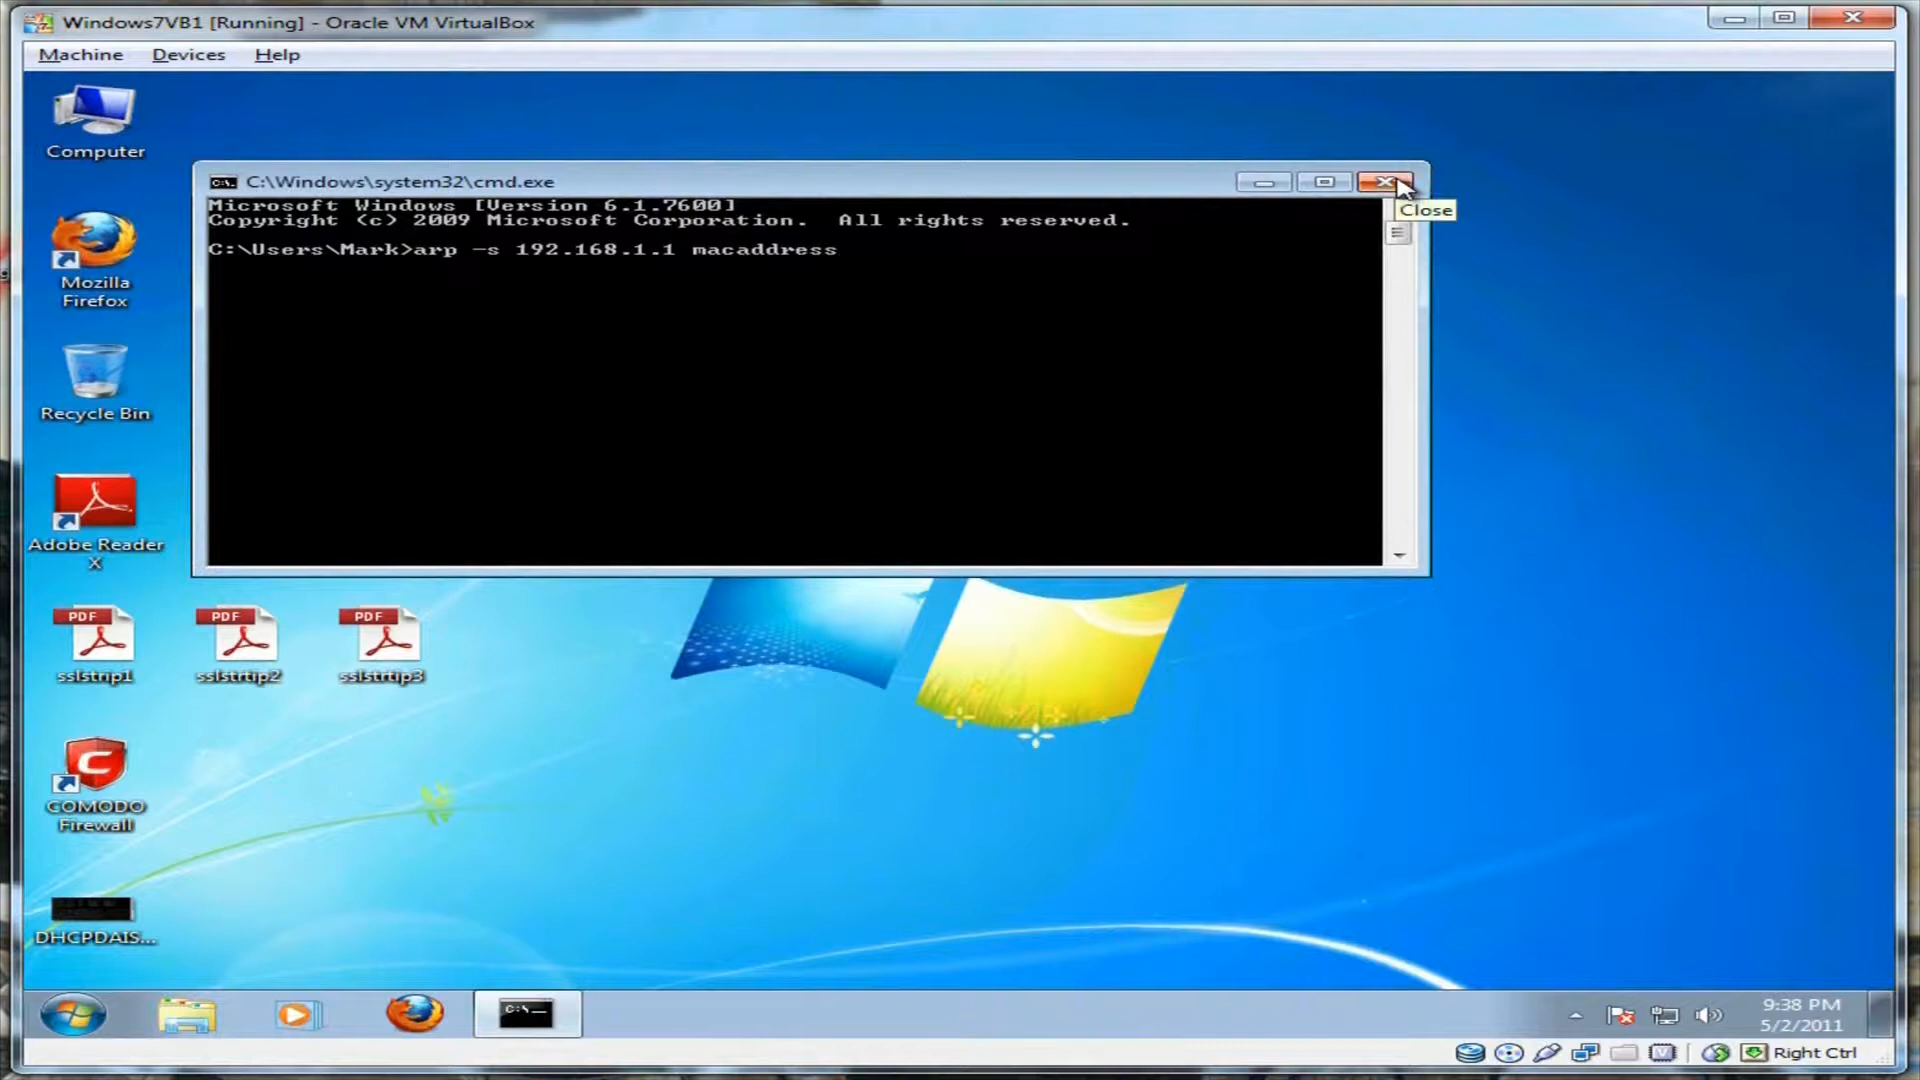 Windows7VB1 [Running] - Oracle VM VirtualBox
Machine Devices Help
Computer
C:\Windows\system32\cmd.exe
Close
Microsoft Windows [Version 6.1.7600]
Copyright (c) 2009 Microsoft Corporation. All rights reserved.
C:\Users\Mark>arp -s 192.168.1.1 macaddress
Mozilla
Firefox
Recycle Bin
Adobe Reader
X
PDF
sslstrip1
PDF
sslstrtip2
PDF
sslstrtip3
COMODO
Firewall
DHCPDAIS...
C:\
9:38 PM
5/2/2011
Right Ctrl